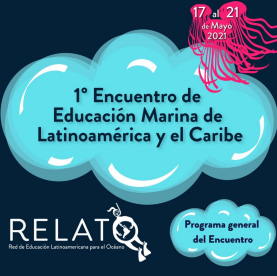 17 al 21
de Mayo
2021
1° Encuentro de
Educación Marina de
Latinoamérica y el Caribe
RELATO
Red de Educación Latinoamericana para el Océano
Programa general
del Encuentro